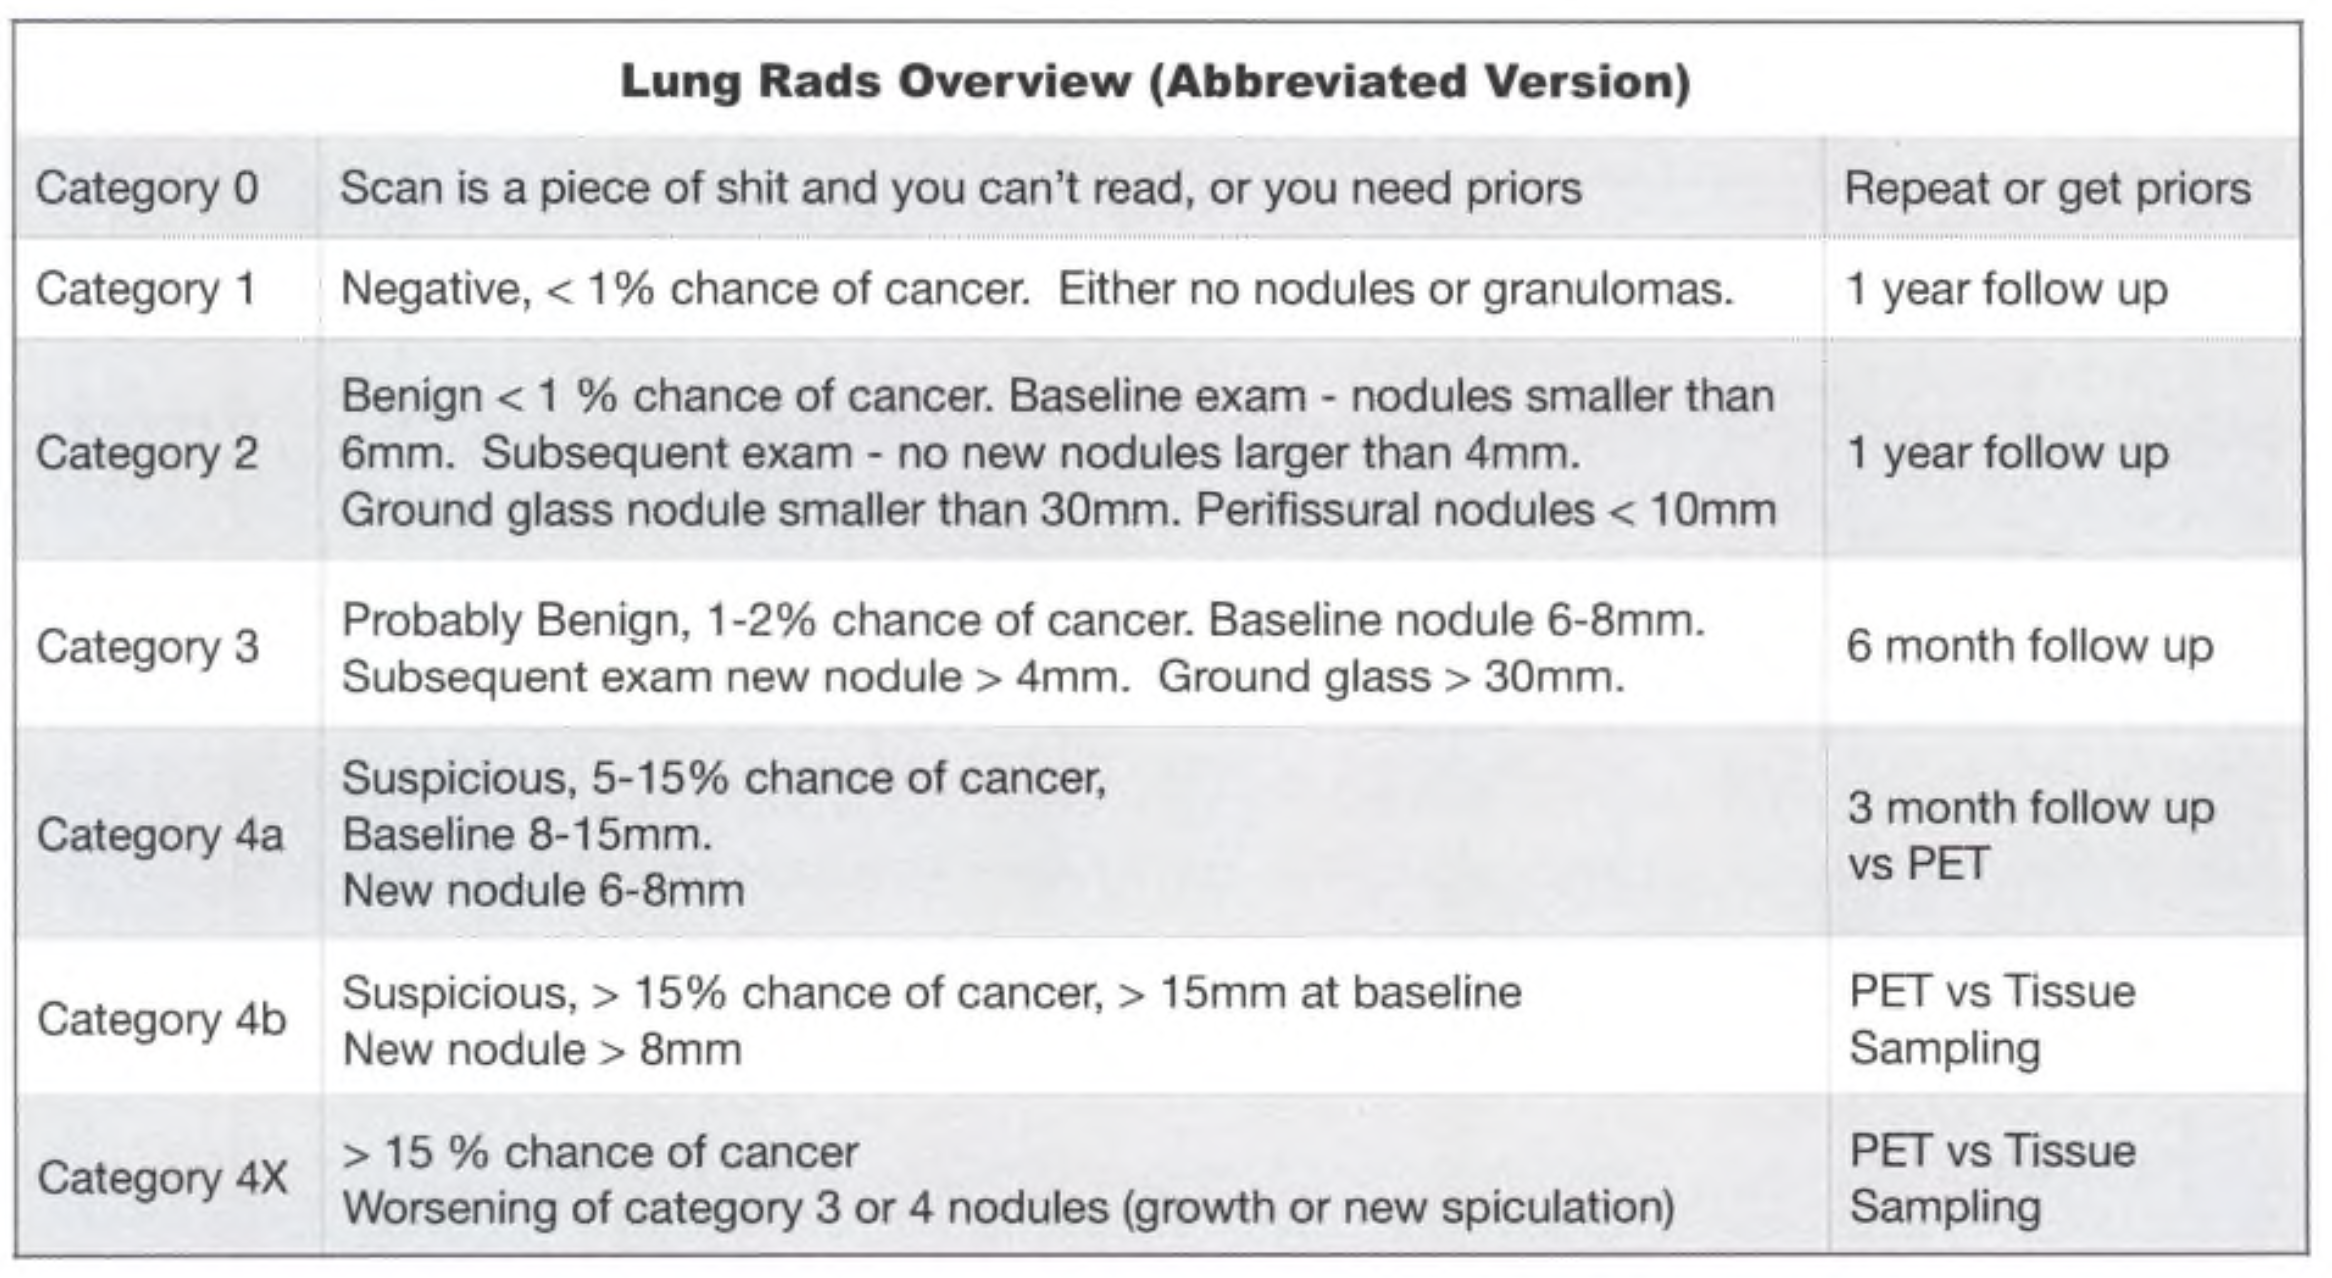 Lung Rads Overview (Abbreviated Version)
Category 0
Scan is a piece of shit and you can't read, or you need priors
Repeat or get priors
Category 1
Negative, < 1% chance of cancer.  Either no nodules or granulomas.
1 year follow up
Category 2
Benign < 1 % chance of cancer. Baseline exam - nodules smaller than
6mm.  Subsequent exam - no new nodules larger than 4mm.
Ground glass nodule smaller than 30mm. Perifissural nodules < 10mm
1 year follow up
Category 3
Probably Benign, 1-2% chance of cancer. Baseline nodule 6-8mm.
Subsequent exam new nodule > 4mm.  Ground glass > 30mm.
6 month follow up
Category 4a
Suspicious, 5-15% chance of cancer,
Baseline 8-15mm.
New nodule 6-8mm
3 month follow up
vs PET
Category 4b
Suspicious, > 15% chance of cancer, > 15mm at baseline
New nodule > 8mm
PET vs Tissue
Sampling
Category 4X
> 15 % chance of cancer
Worsening of category 3 or 4 nodules (growth or new spiculation)
PET vs Tissue
Sampling